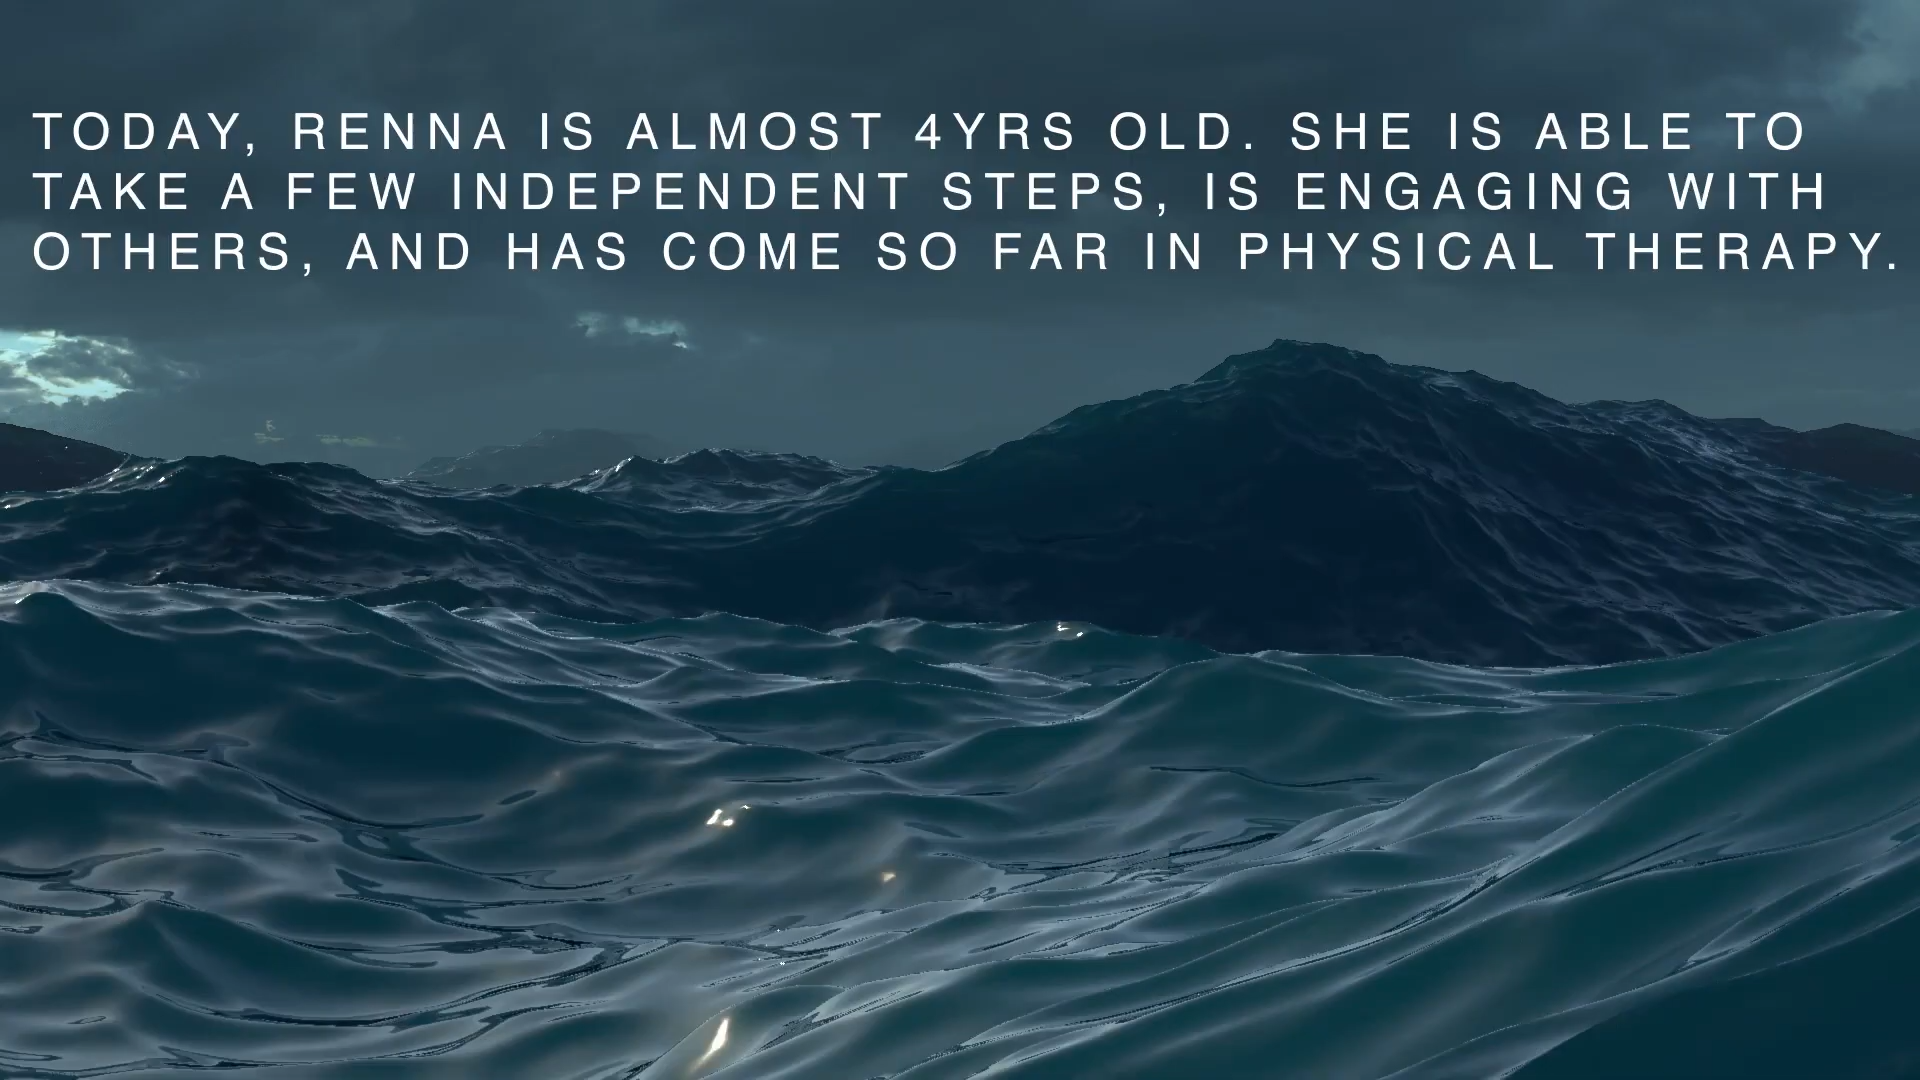 TODAY, RENNA IS ALMOST 4YRS OLD. SHE IS ABLE TO
TAKE A FEW INDEPENDENT STEPS, IS ENGAGING WITH
OTHERS, AND HAS COME SO FAR IN PHYSICAL THERAPY.